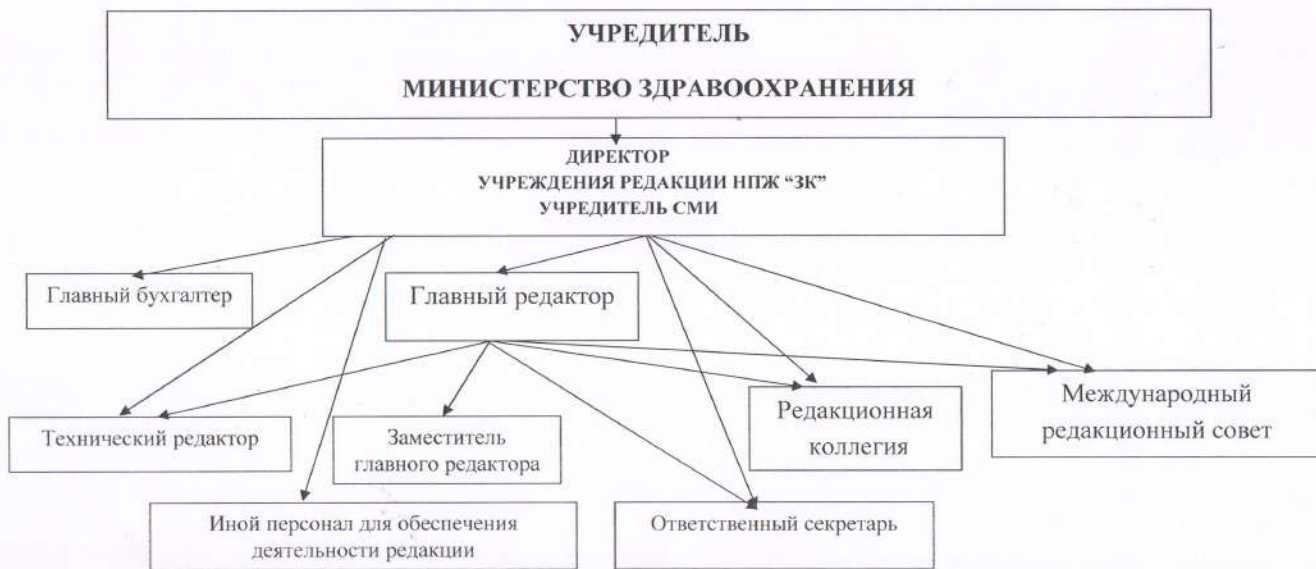 УЧРЕДИТЕЛЬ
МИНИСТЕРСТВО ЗДРАВООХРАНЕНИЯ
ДИРЕКТОР
УЧРЕЖДЕНИЯ РЕДАКЦИИ НПЖ “ЗК”
УЧРЕДИТЕЛЬ СМИ
Главный бухгалтер
Главный редактор
Технический редактор
Заместитель
главного редактора
Редакционная
коллегия
Международный
редакционный совет
Иной персонал для обеспечения
деятельности редакции
Ответственный секретарь